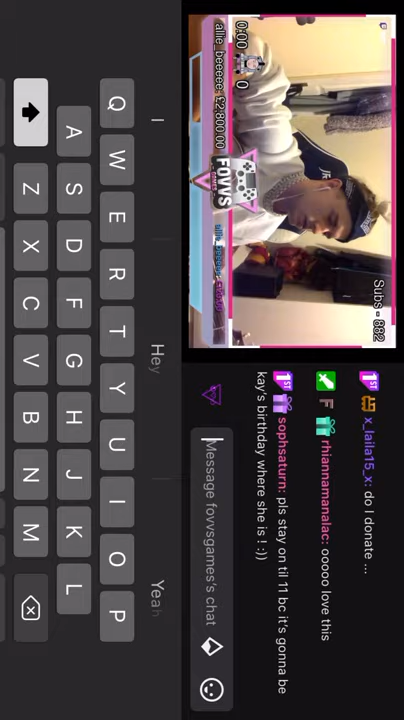 Subs - 882
0:00
0
allie_beeeee: £2,800.00
FOVVS
GAMES
x_laila15_x: do I donate ...
rhiannamanalac: ooooo love this
sophsaturn: pls stay on til 11 bc it's gonna be
kay's birthday where she is ! :))
Message fovvsgames's chat
I
Hey
Yeah
Q W E R T Y U I O P
A S D F G H J K L
Z X C V B N M